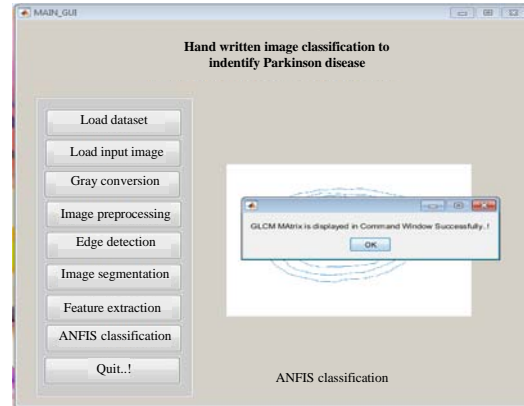 MAIN_GUI
Hand written image classification to
indentify Parkinson disease
Load dataset
Load input image
Gray conversion
Image preprocessing
Edge detection
Image segmentation
Feature extraction
ANFIS classification
Quit..!
GLCM MAtrix is displayed in Command Window Successfully..!
OK
ANFIS classification